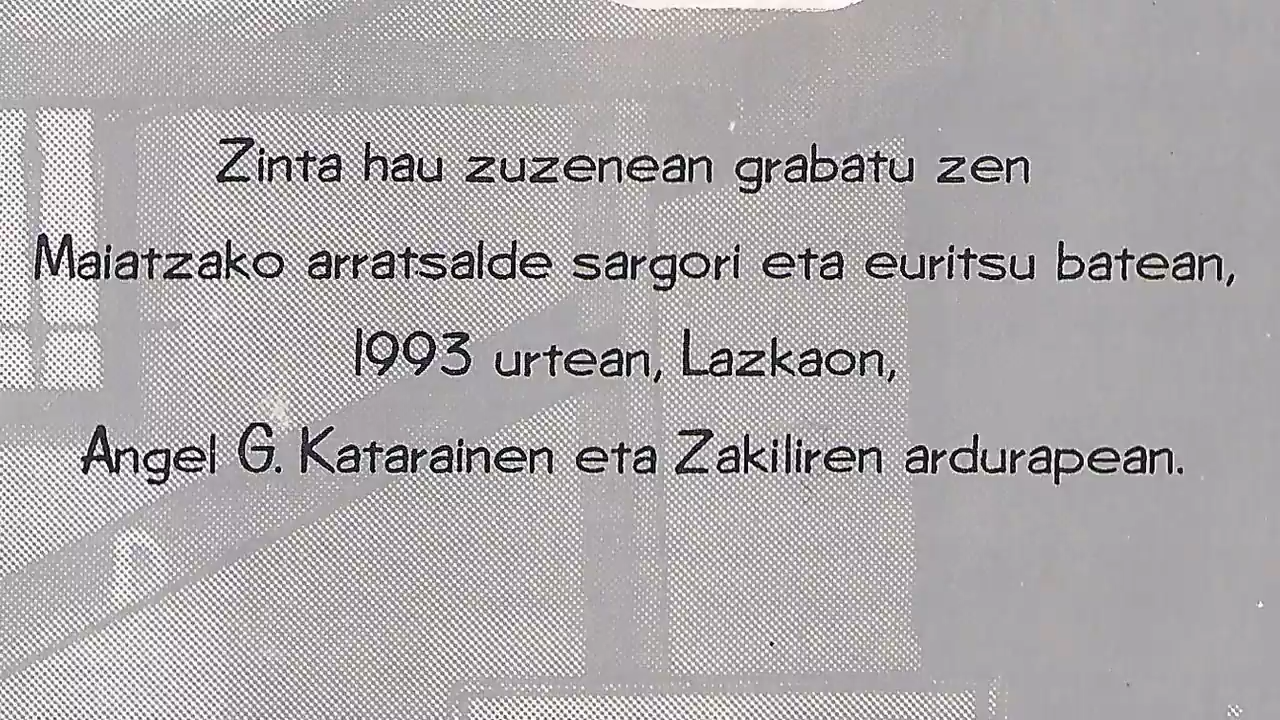 Zinta hau zuzenean grabatu zen
Maiatzako arratsalde sargori eta euritsu batean,
1993 urtean, Lazkaon,
Angel G. Katarainen eta Zakiliren ardurapean.